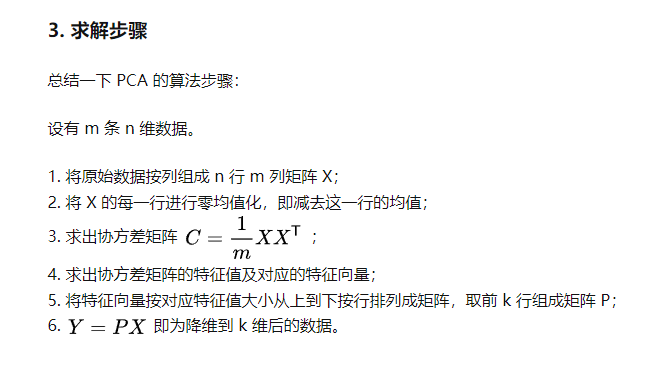 3. 求解步骤
总结一下 PCA 的算法步骤：
设有 m 条 n 维数据。
1. 将原始数据按列组成 n 行 m 列矩阵 X；
2. 将 X 的每一行进行零均值化，即减去这一行的均值；
3. 求出协方差矩阵 $C = \frac{1}{m}XX^{\mathsf{T}}$ ；
4. 求出协方差矩阵的特征值及对应的特征向量；
5. 将特征向量按对应特征值大小从上到下按行排列成矩阵，取前 k 行组成矩阵 P；
6. $Y = PX$ 即为降维到 k 维后的数据。